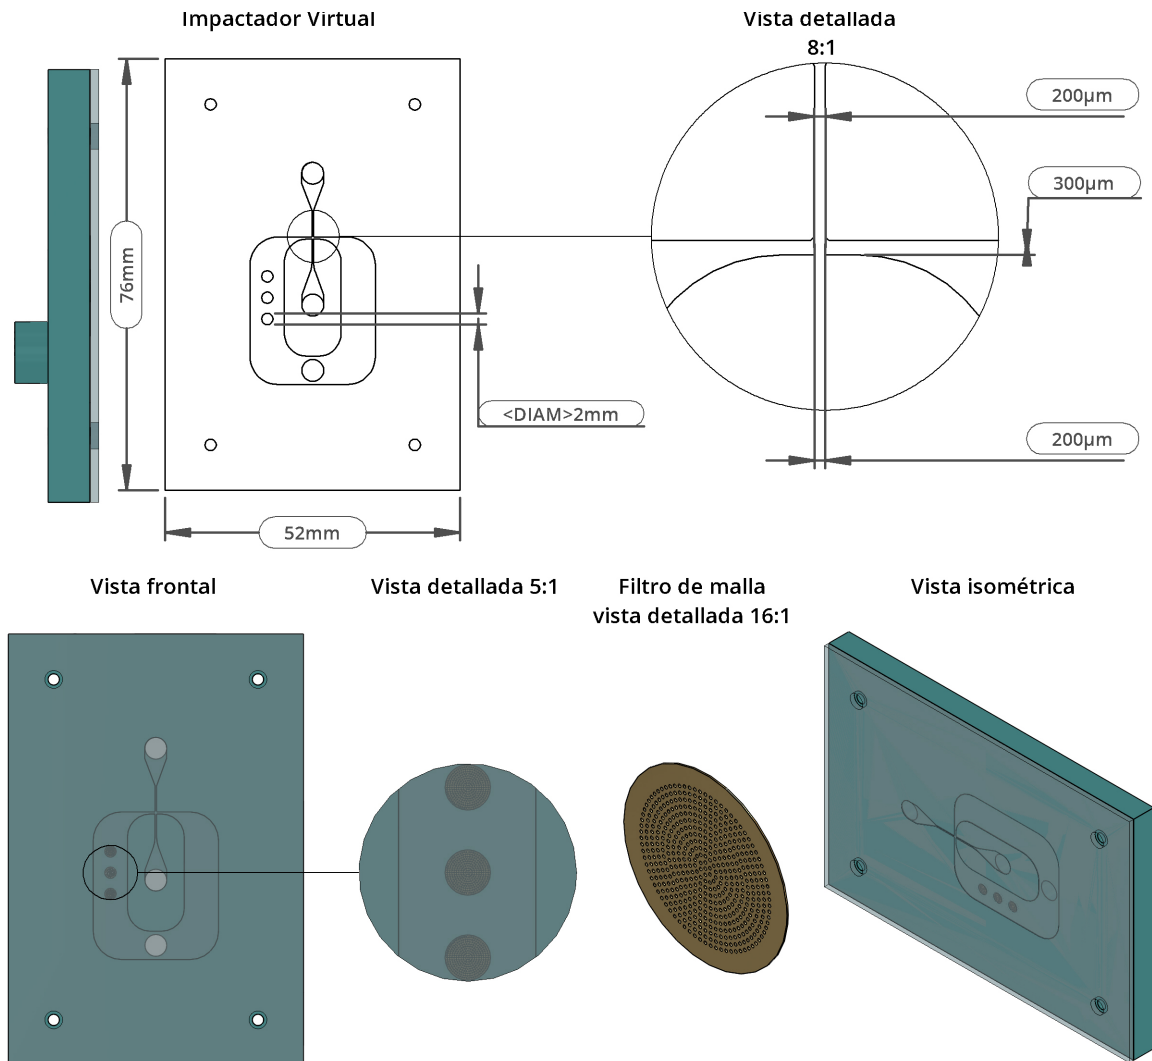 Impactador Virtual
Vista detallada
8:1
200µm
300µm
76mm
<DIAM>2mm
200µm
52mm
Vista frontal
Vista detallada 5:1
Filtro de malla
vista detallada 16:1
Vista isométrica